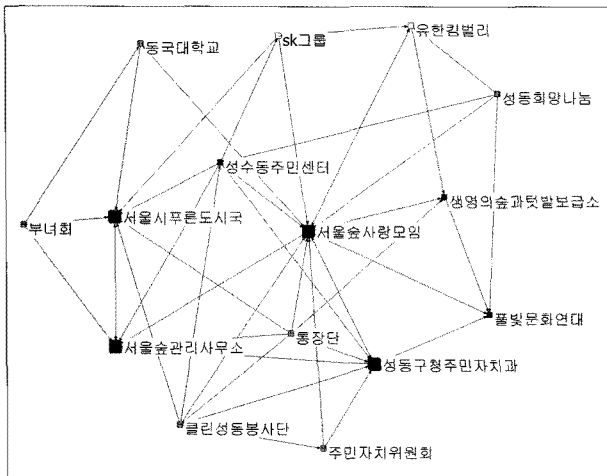 동국대학교
sk그룹
유한킴벌리
성동희망나눔
성수동주민센터
생명의숲과텃밭보급소
서울시푸른도시국
부녀회
서울숲사랑모임
풀빛문화연대
통장단
서울숲관리사무소
성동구청주민자치과
클린성동봉사단
주민자치위원회